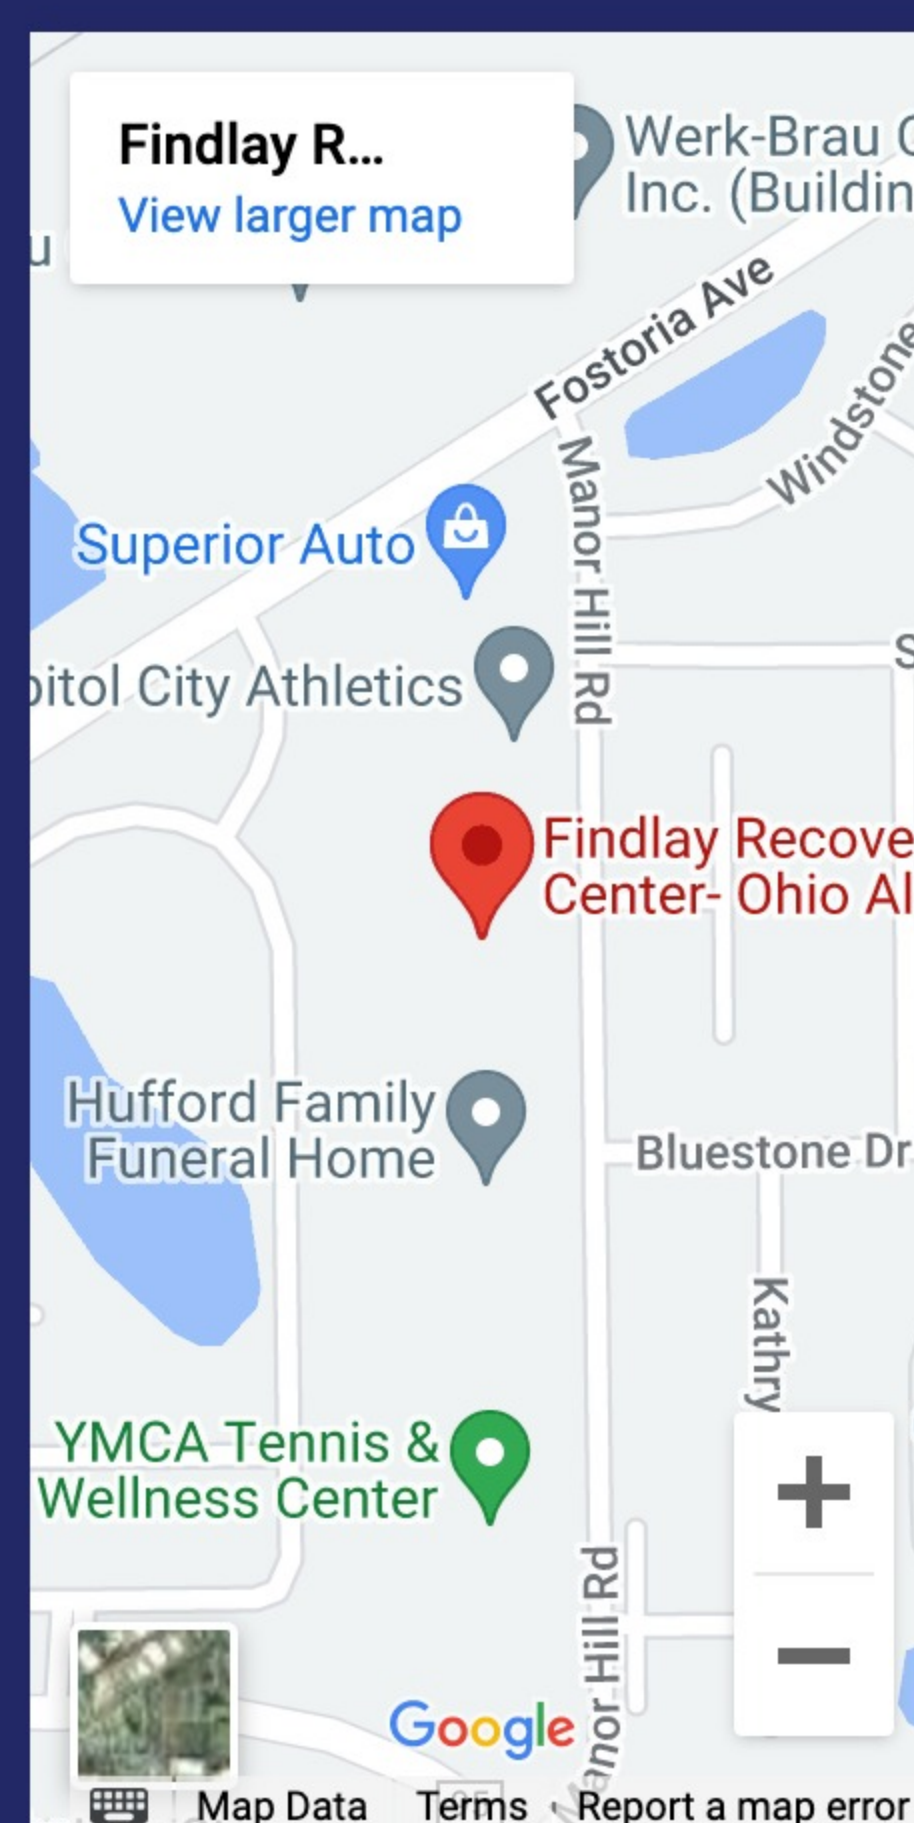 Findlay R...
View larger map
Werk-Brau
Inc. (Buildin
u
Fostoria Ave
Windstone
Manor Hill Rd
Superior Auto
pitol City Athletics
S
Findlay Recove
Center- Ohio Al
Hufford Family
Funeral Home
Bluestone Dr
Kathry
YMCA Tennis &
Wellness Center
Manor Hill Rd
Google
Map Data
Terms
Report a map error